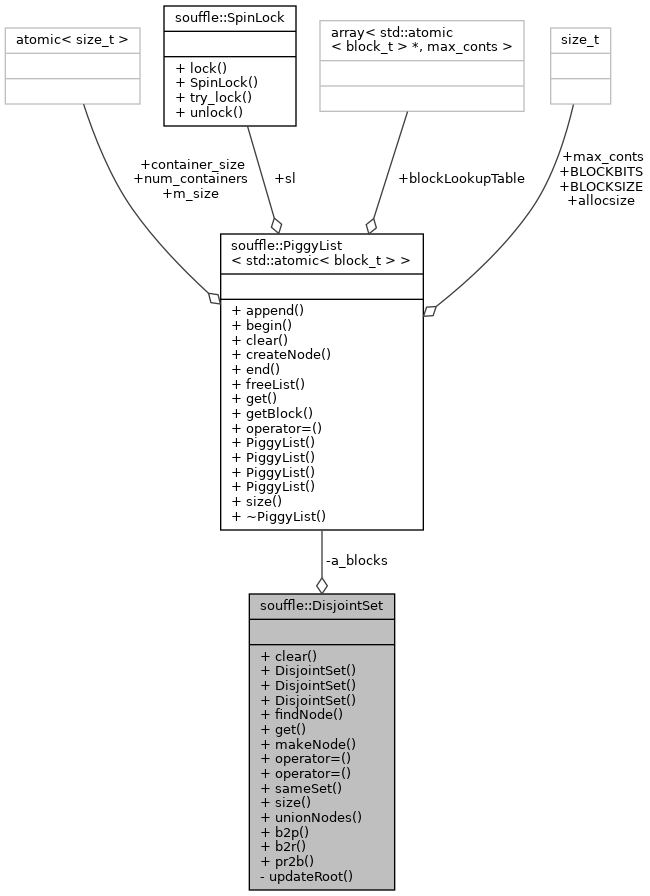 atomic< size_t >
souffle::SpinLock
+ lock()
+ SpinLock()
+ try_lock()
+ unlock()
array< std::atomic
< block_t > *, max_conts >
size_t
+container_size
+num_containers
+m_size
+sl
+blockLookupTable
+max_conts
+BLOCKBITS
+BLOCKSIZE
+allocsize
souffle::PiggyList
< std::atomic< block_t > >
+ append()
+ begin()
+ clear()
+ createNode()
+ end()
+ freeList()
+ get()
+ getBlock()
+ operator=()
+ PiggyList()
+ PiggyList()
+ PiggyList()
+ PiggyList()
+ size()
+ ~PiggyList()
-a_blocks
souffle::DisjointSet
+ clear()
+ DisjointSet()
+ DisjointSet()
+ DisjointSet()
+ findNode()
+ get()
+ makeNode()
+ operator=()
+ operator=()
+ sameSet()
+ size()
+ unionNodes()
+ b2p()
+ b2r()
+ pr2b()
- updateRoot()